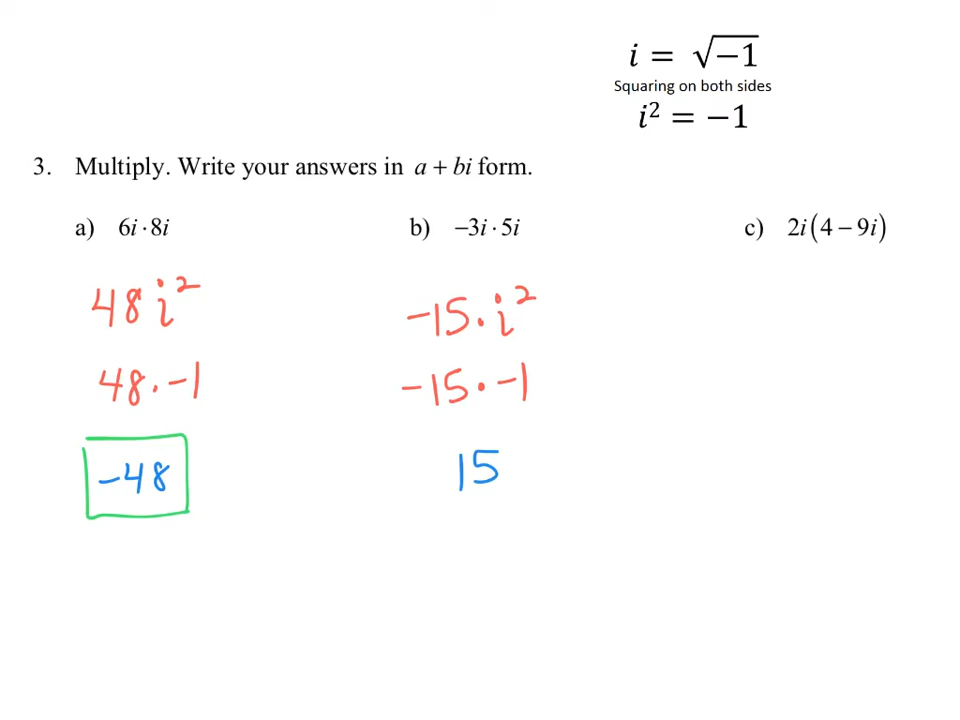 i = √−1
Squaring on both sides
i² = −1
3. Multiply. Write your answers in a + bi form.
a) 6i · 8i b) −3i · 5i c) 2i(4 − 9i)
48i² −15 · i²
48 · −1 −15 · −1
−48 15